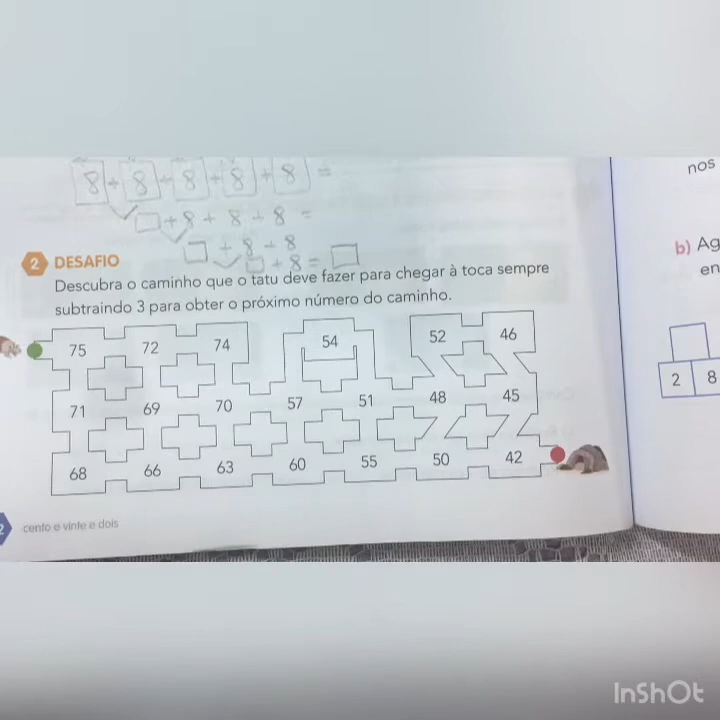 8 + 8 + 8 + 8 + 8 =
□ + 8 + 8 + 8 =
□ + 8 + 8
□ + 8 = □
nos
2 DESAFIO
Descubra o caminho que o tatu deve fazer para chegar à toca sempre
subtraindo 3 para obter o próximo número do caminho.
75 72 74 54 52 46
71 69 70 57 51 48 45
68 66 63 60 55 50 42
b) Ag
en
2 8
2 cento e vinte e dois
InShOt